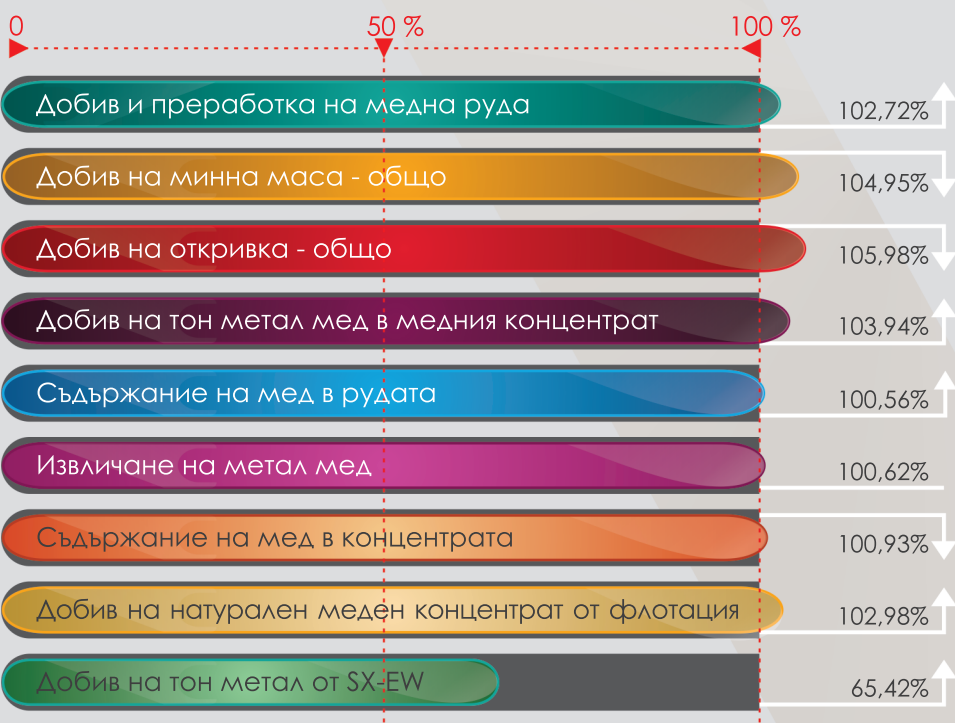 0 50 % 100 %
Добив и преработка на медна руда 102,72%
Добив на минна маса - общо 104,95%
Добив на откривка - общо 105,98%
Добив на тон метал мед в медния концентрат 103,94%
Съдържание на мед в рудата 100,56%
Извличане на метал мед 100,62%
Съдържание на мед в концентрата 100,93%
Добив на натурален меден концентрат от флотация 102,98%
Добив на тон метал от SX-EW 65,42%